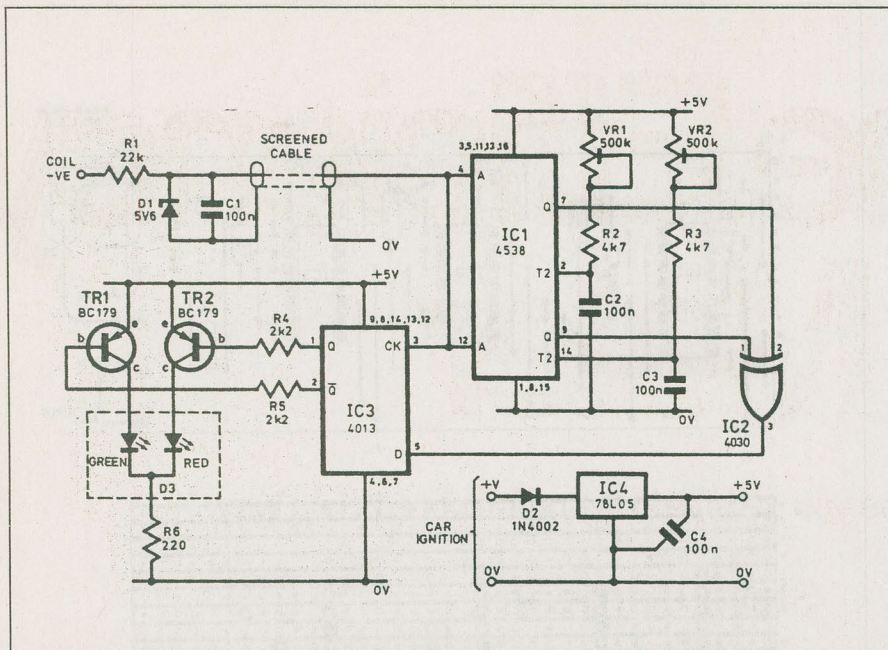 R1
22k
COIL
-VE
D1
5V6
C1
100n
SCREENED
CABLE
0V
+5V
VR1
500k
VR2
500k
3,5,11,13,16
4
A
Q
7
IC1
4538
R2
4k7
R3
4k7
T2
2
C2
100n
Q
9
T2
14
12
A
1,8,15
C3
100n
0V
1
2
3
IC2
4030
+5V
TR1
BC179
TR2
BC179
e
b
c
e
b
c
R4
2k2
R5
2k2
9,8,14,13,12
1
Q
CK
3
2
Q
IC3
4013
D
5
4,6,7
GREEN
RED
D3
R6
220
0V
CAR
IGNITION
+V
D2
1N4002
IC4
78L05
+5V
C4
100n
0V
0V